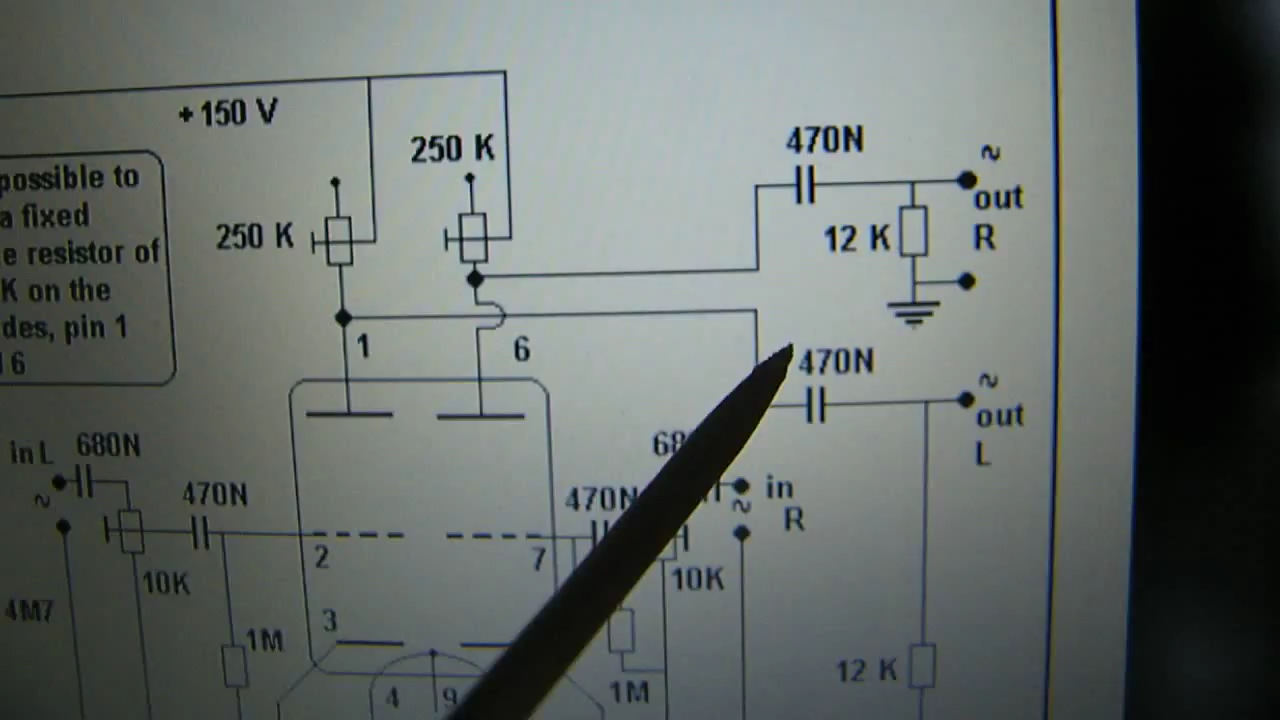 +150 V
250 K
250 K
470N
~
out
R
12 K
possible to
a fixed
e resistor of
K on the
des, pin 1
6
1
6
470N
~
out
L
in L
680N
~
470N
10K
4M7
1M
2
7
3
4
9
470N
68
in
R
~
10K
1M
12 K